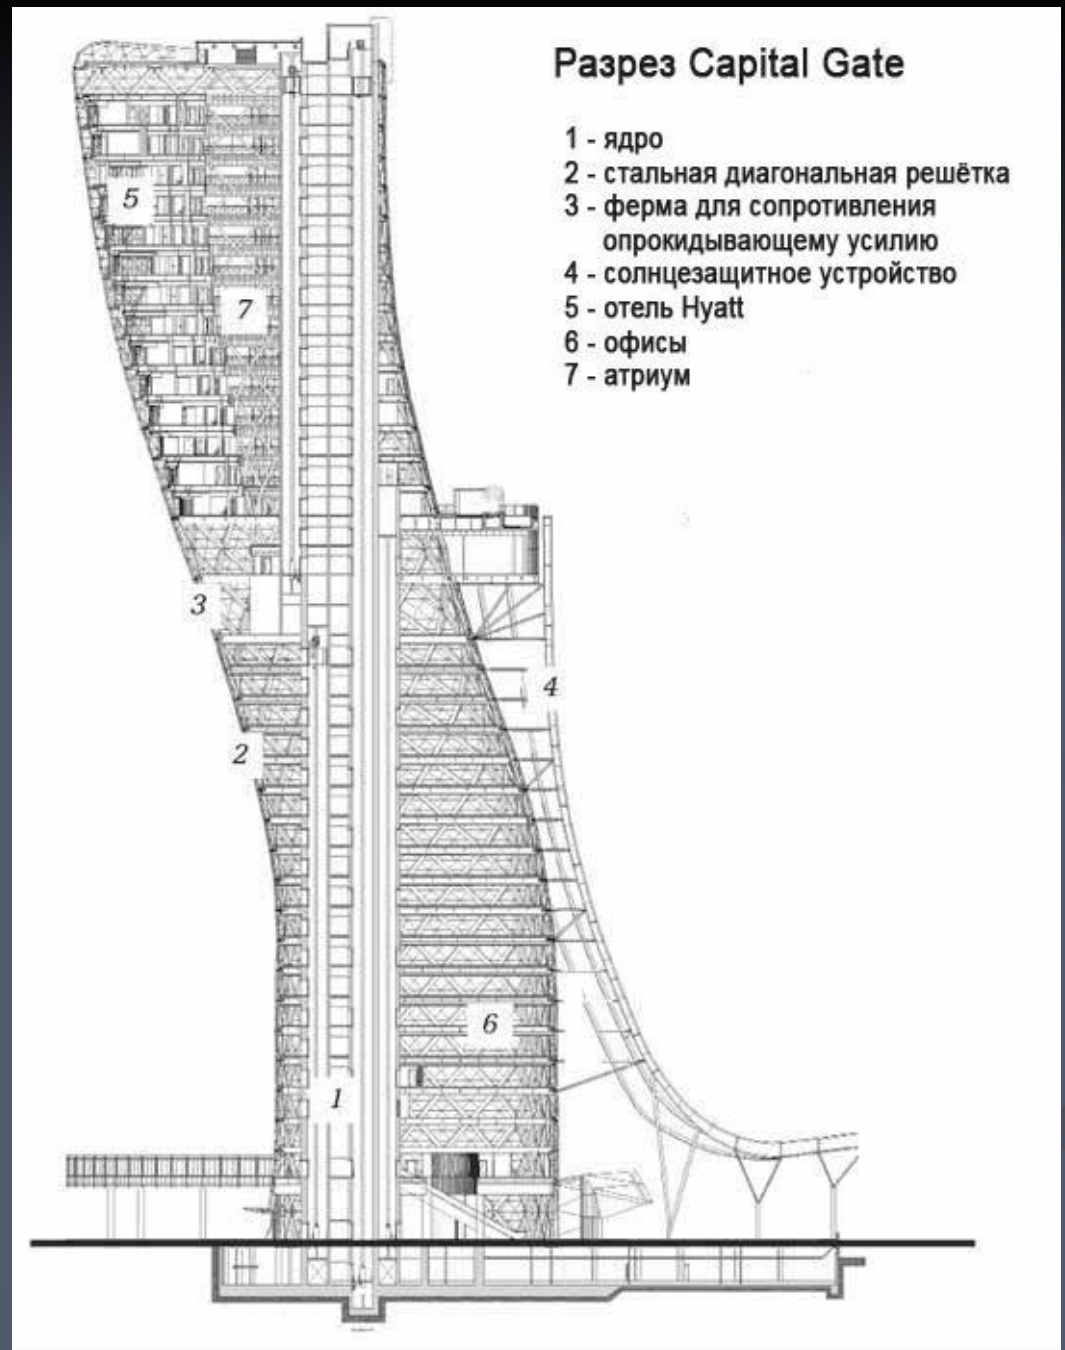 Разрез Capital Gate
1 - ядро
2 - стальная диагональная решётка
3 - ферма для сопротивления
опрокидывающему усилию
4 - солнцезащитное устройство
5 - отель Hyatt
6 - офисы
7 - атриум
5
7
3
4
2
6
1